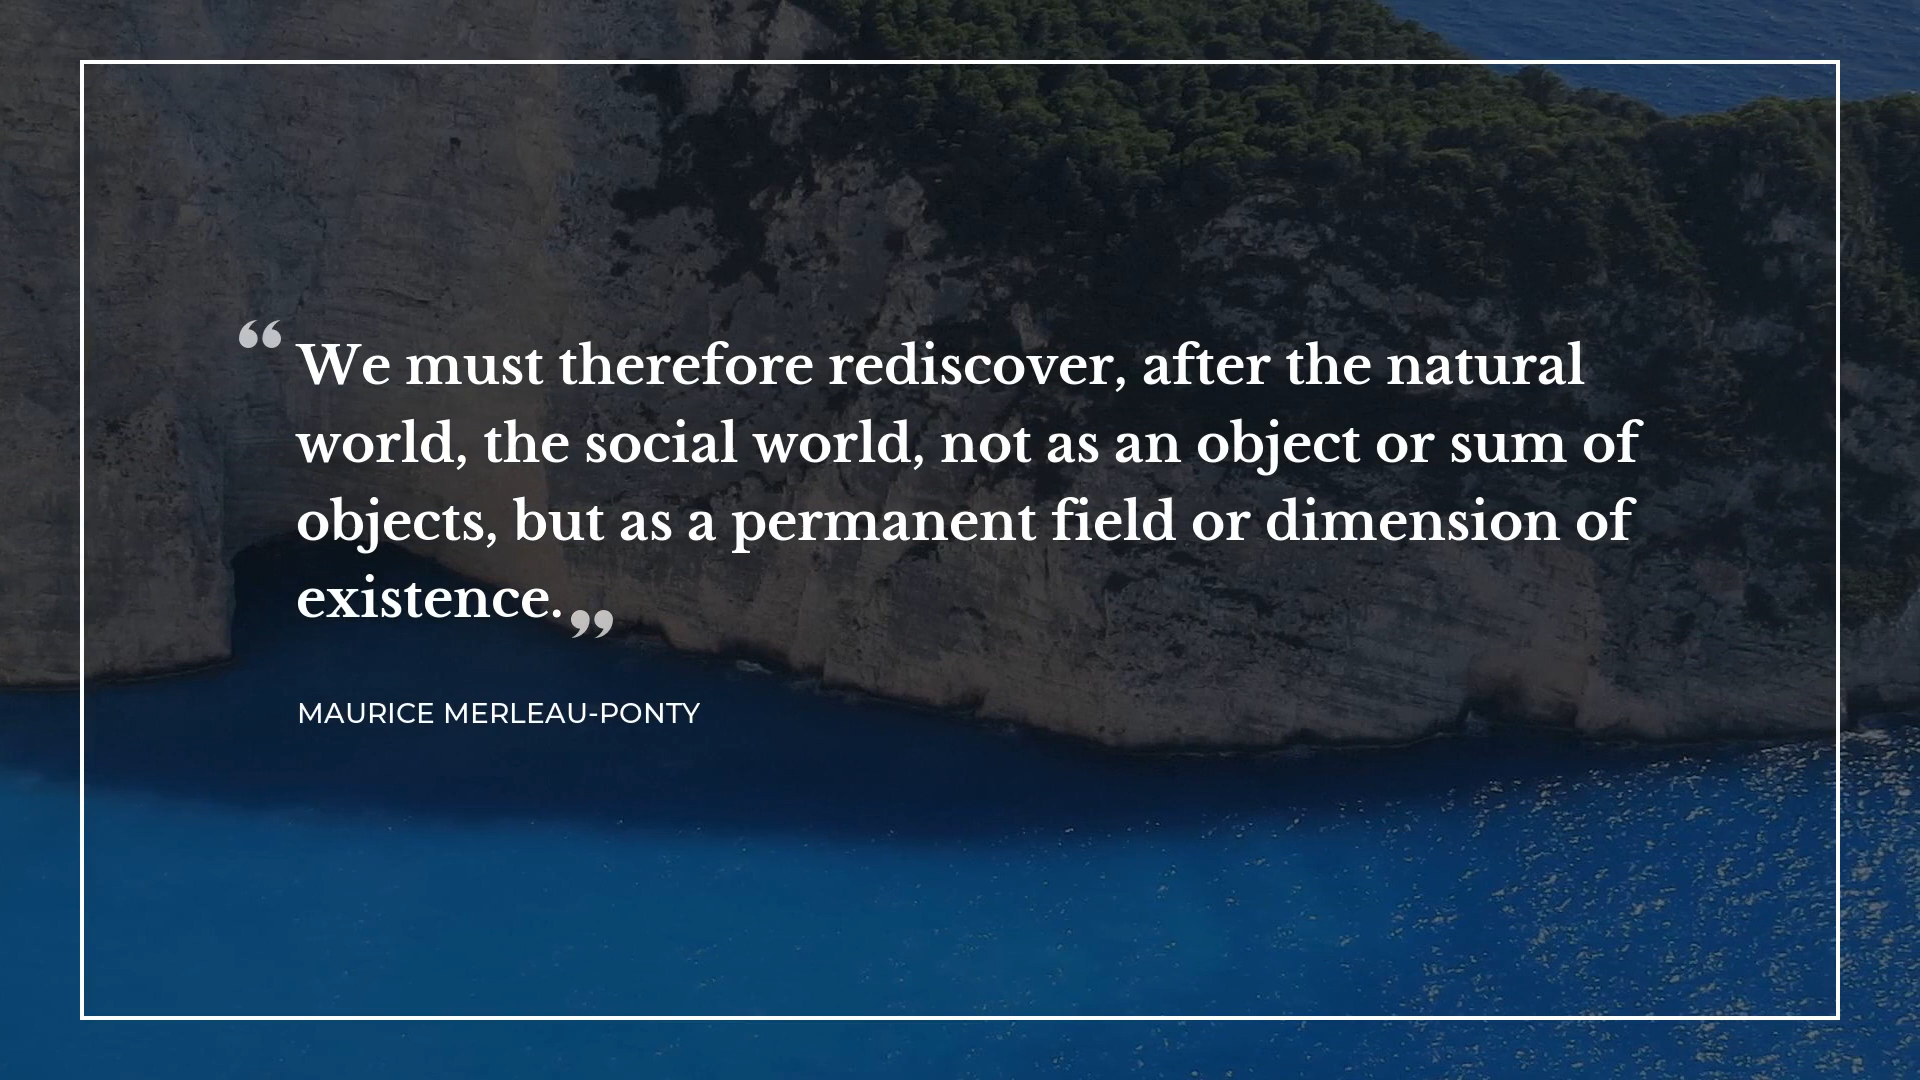 “We must therefore rediscover, after the natural
world, the social world, not as an object or sum of
objects, but as a permanent field or dimension of
existence.”
MAURICE MERLEAU-PONTY